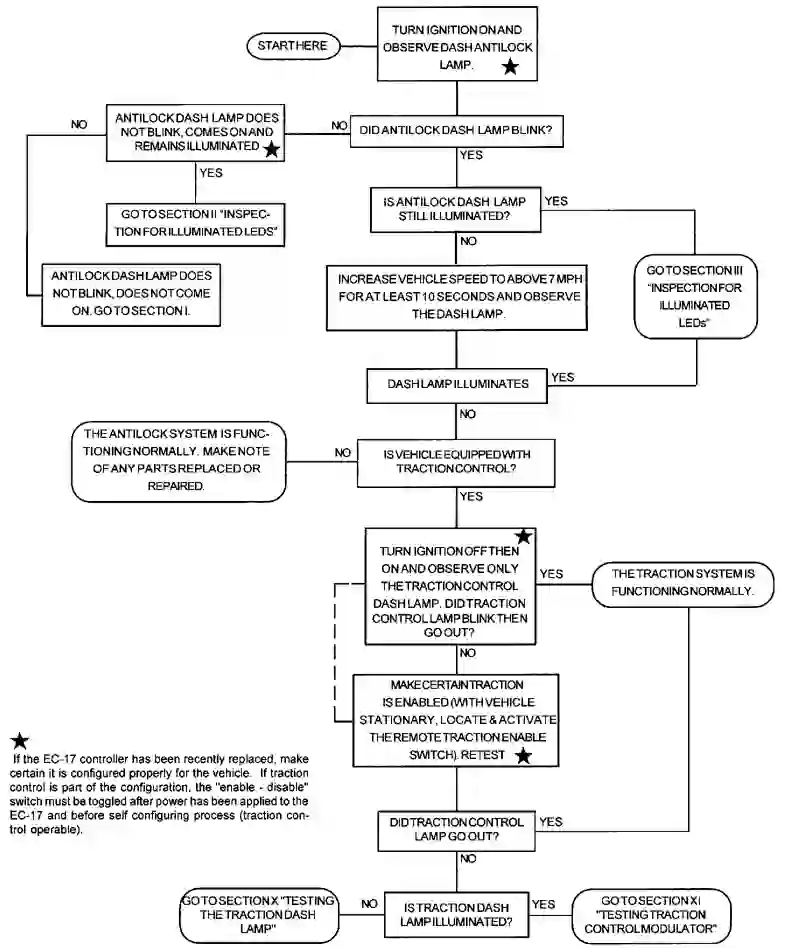 START HERE
TURN IGNITION ON AND
OBSERVE DASH ANTILOCK
LAMP.
ANTILOCK DASH LAMP DOES
NOT BLINK, COMES ON AND
REMAINS ILLUMINATED
NO
NO
DID ANTILOCK DASH LAMP BLINK?
YES
YES
GO TO SECTION II "INSPEC-
TION FOR ILLUMINATED LEDS"
IS ANTILOCK DASH LAMP
STILL ILLUMINATED?
YES
NO
ANTILOCK DASH LAMP DOES
NOT BLINK, DOES NOT COME
ON. GO TO SECTION I.
INCREASE VEHICLE SPEED TO ABOVE 7 MPH
FOR AT LEAST 10 SECONDS AND OBSERVE
THE DASH LAMP.
GO TO SECTION III
"INSPECTION FOR
ILLUMINATED
LEDs"
DASH LAMP ILLUMINATES
YES
NO
THE ANTILOCK SYSTEM IS FUNC-
TIONING NORMALLY. MAKE NOTE
OF ANY PARTS REPLACED OR
REPAIRED.
NO
IS VEHICLE EQUIPPED WITH
TRACTION CONTROL?
YES
TURN IGNITION OFF THEN
ON AND OBSERVE ONLY
THE TRACTION CONTROL
DASH LAMP. DID TRACTION
CONTROL LAMP BLINK THEN
GO OUT?
YES
THE TRACTION SYSTEM IS
FUNCTIONING NORMALLY.
NO
MAKE CERTAIN TRACTION
IS ENABLED (WITH VEHICLE
STATIONARY, LOCATE & ACTIVATE
THE REMOTE TRACTION ENABLE
SWITCH). RETEST
If the EC-17 controller has been recently replaced, make
certain it is configured properly for the vehicle. If traction
control is part of the configuration, the "enable - disable"
switch must be toggled after power has been applied to the
EC-17 and before self configuring process (traction con-
trol operable).
DID TRACTION CONTROL
LAMP GO OUT?
YES
NO
GO TO SECTION X "TESTING
THE TRACTION DASH
LAMP"
NO
IS TRACTION DASH
LAMP ILLUMINATED?
YES
GO TO SECTION XI
"TESTING TRACTION
CONTROL MODULATOR"